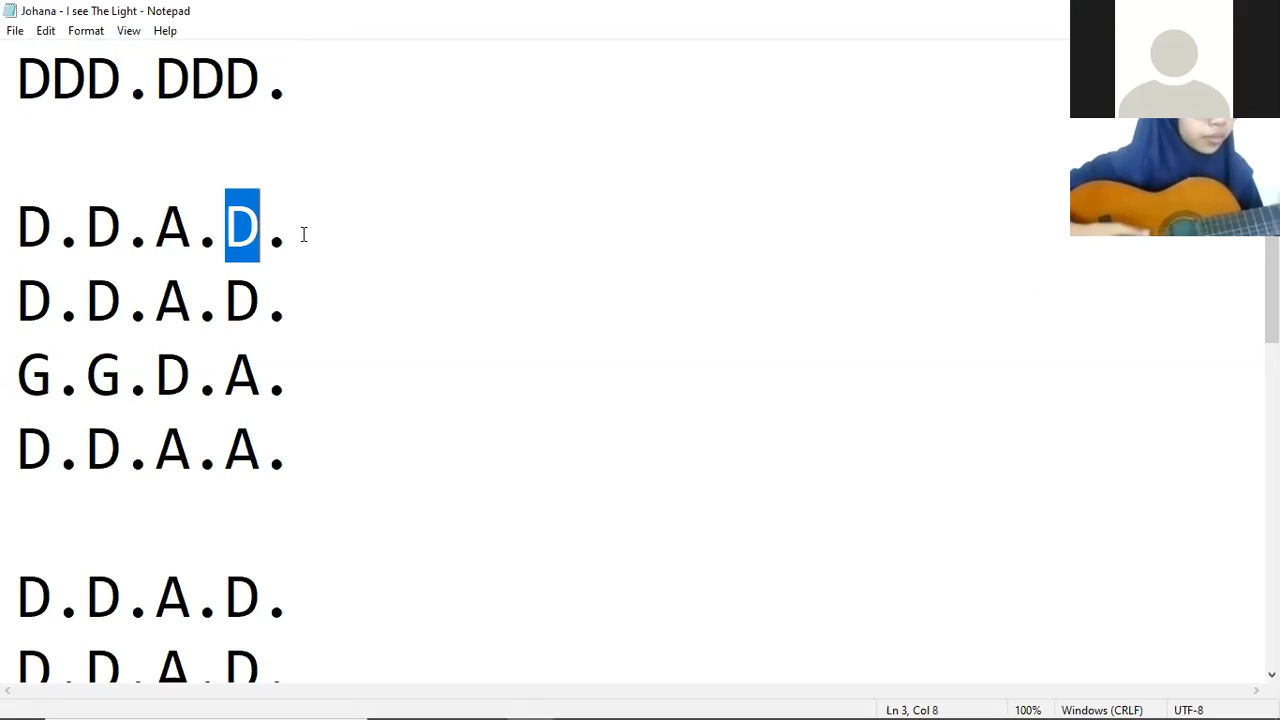 Johana - I see The Light - Notepad
File Edit Format View Help
DDD.DDD.
D.D.A.D.
D.D.A.D.
G.G.D.A.
D.D.A.A.
D.D.A.D.
D.D.A.D.
Ln 3, Col 8 100% Windows (CRLF) UTF-8